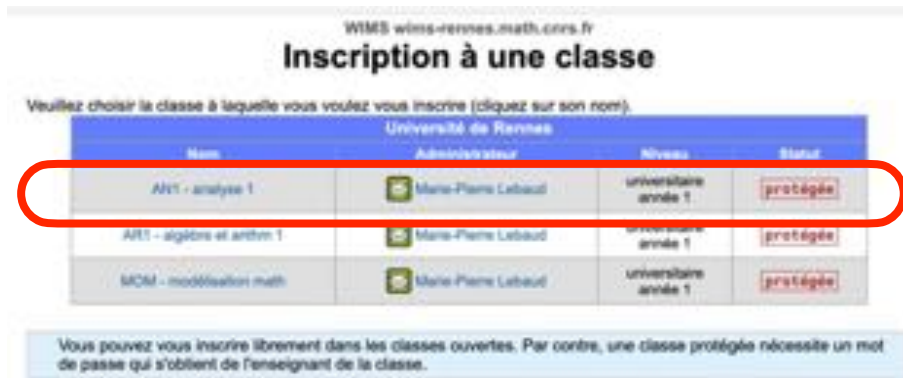 WIMS wims-rennes.math.cnrs.fr
Inscription à une classe
Veuillez choisir la classe à laquelle vous voulez vous inscrire (cliquez sur son nom).
Université de Rennes
Nom Administrateur Niveau Statut
AN1 - analyse 1 Marie-Pierre Lebaud universitaire année 1 protégée
AR1 - algèbre et arithm 1 Marie-Pierre Lebaud universitaire année 1 protégée
MOM - modélisation math Marie-Pierre Lebaud universitaire année 1 protégée
Vous pouvez vous inscrire librement dans les classes ouvertes. Par contre, une classe protégée nécessite un mot
de passe qui s'obtient de l'enseignant de la classe.